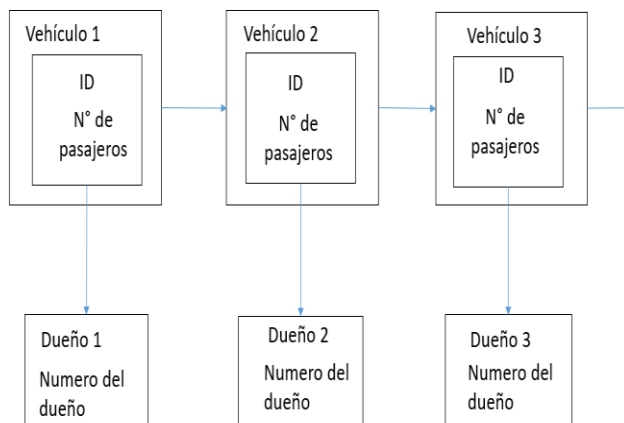 Vehículo 1
ID
N° de
pasajeros
Vehículo 2
ID
N° de
pasajeros
Vehículo 3
ID
N° de
pasajeros
Dueño 1
Numero del
dueño
Dueño 2
Numero del
dueño
Dueño 3
Numero del
dueño